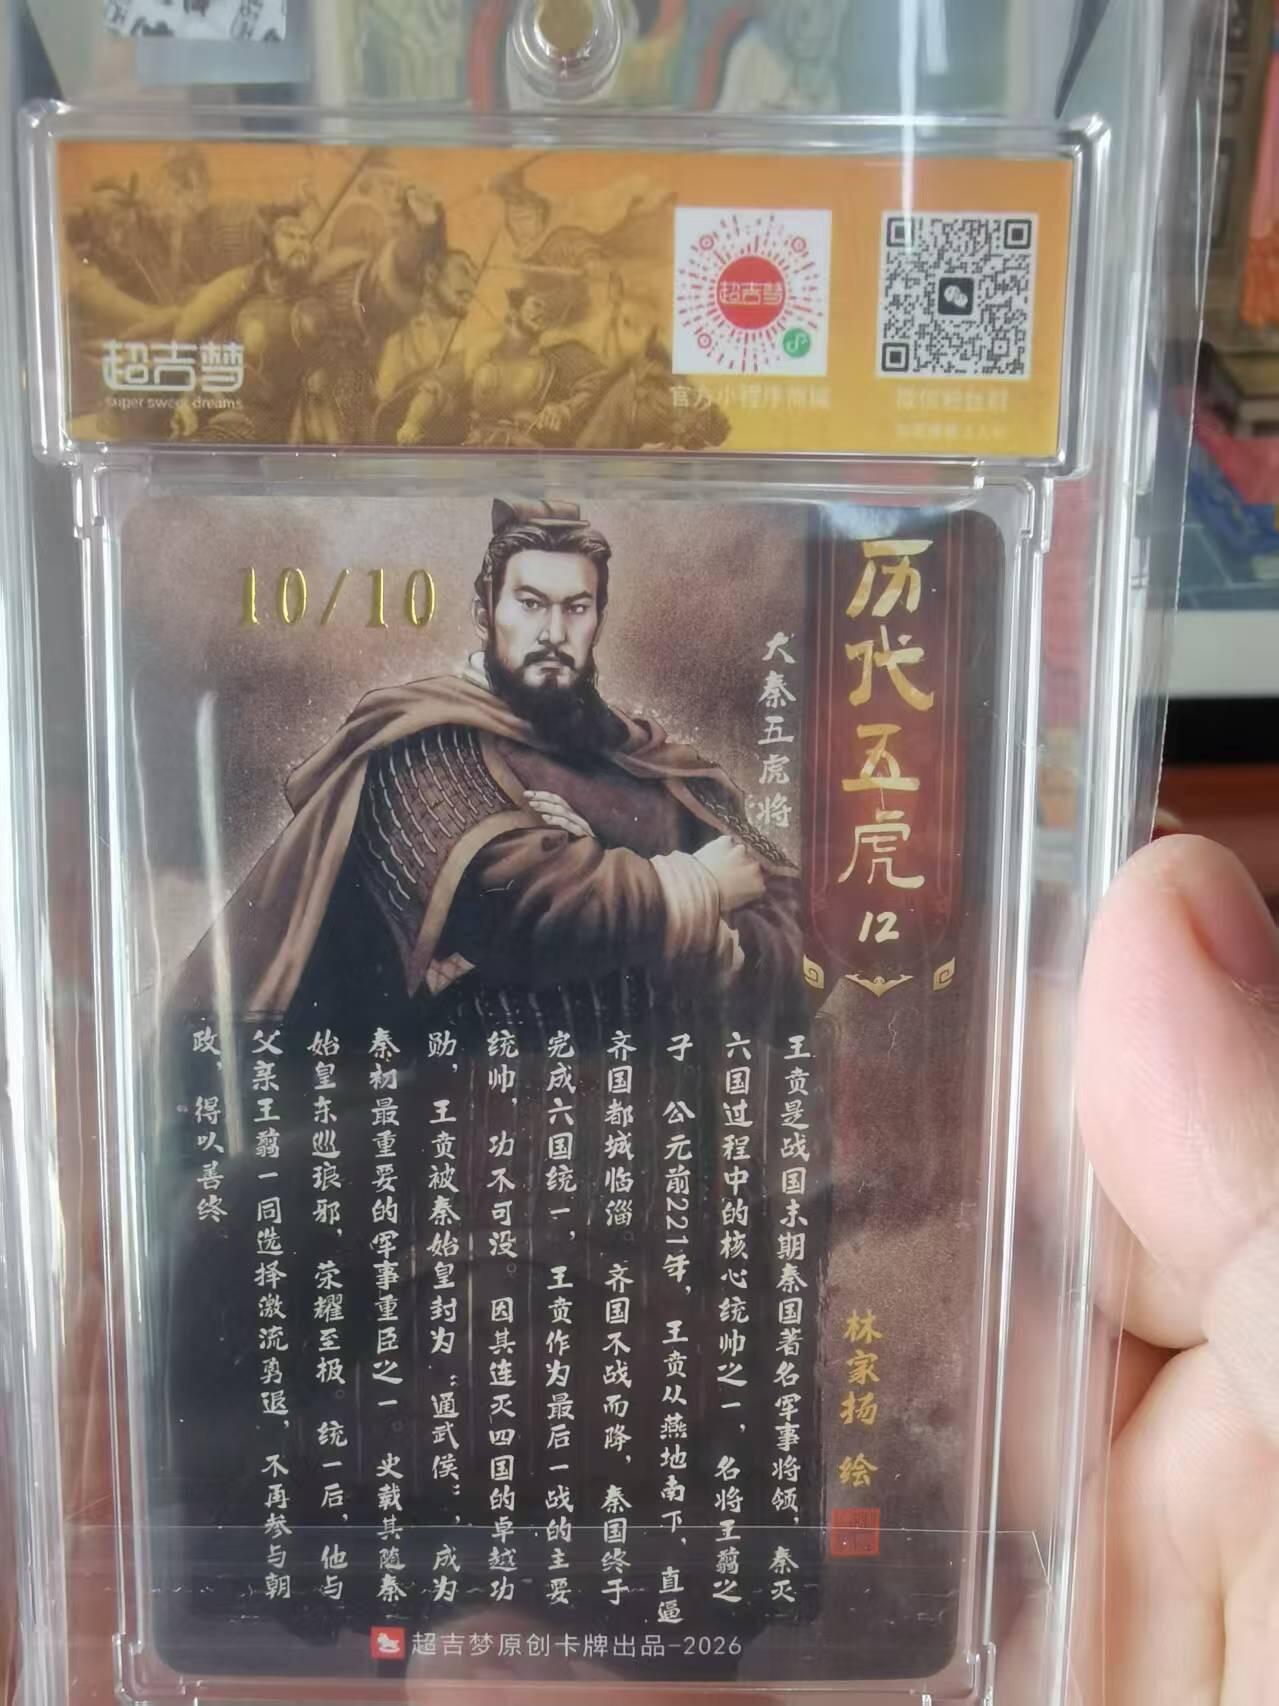 超吉梦
super sweet dreams
超吉梦
官方小程序商城
10/10
历代五虎
12
大秦五虎将
王贲是战国末期秦国著名军事将领，秦灭
六国过程中的核心统帅之一，名将王翦之
子 公元前221年，王贲从燕地南下，直逼
齐国都城临淄。齐国不战而降，秦国终于
完成六国统一，王贲作为最后一战的主要
统帅，功不可没。因其连灭四国的卓越功
勋，王贲被秦始皇封为“通武侯”，成为
秦初最重要的军事重臣之一。史载其随秦
始皇东巡琅邪，荣耀至极。统一后，他与
父亲王翦一同选择激流勇退，不再参与朝
政，得以善终
林家扬 绘
超吉梦原创卡牌出品-2026